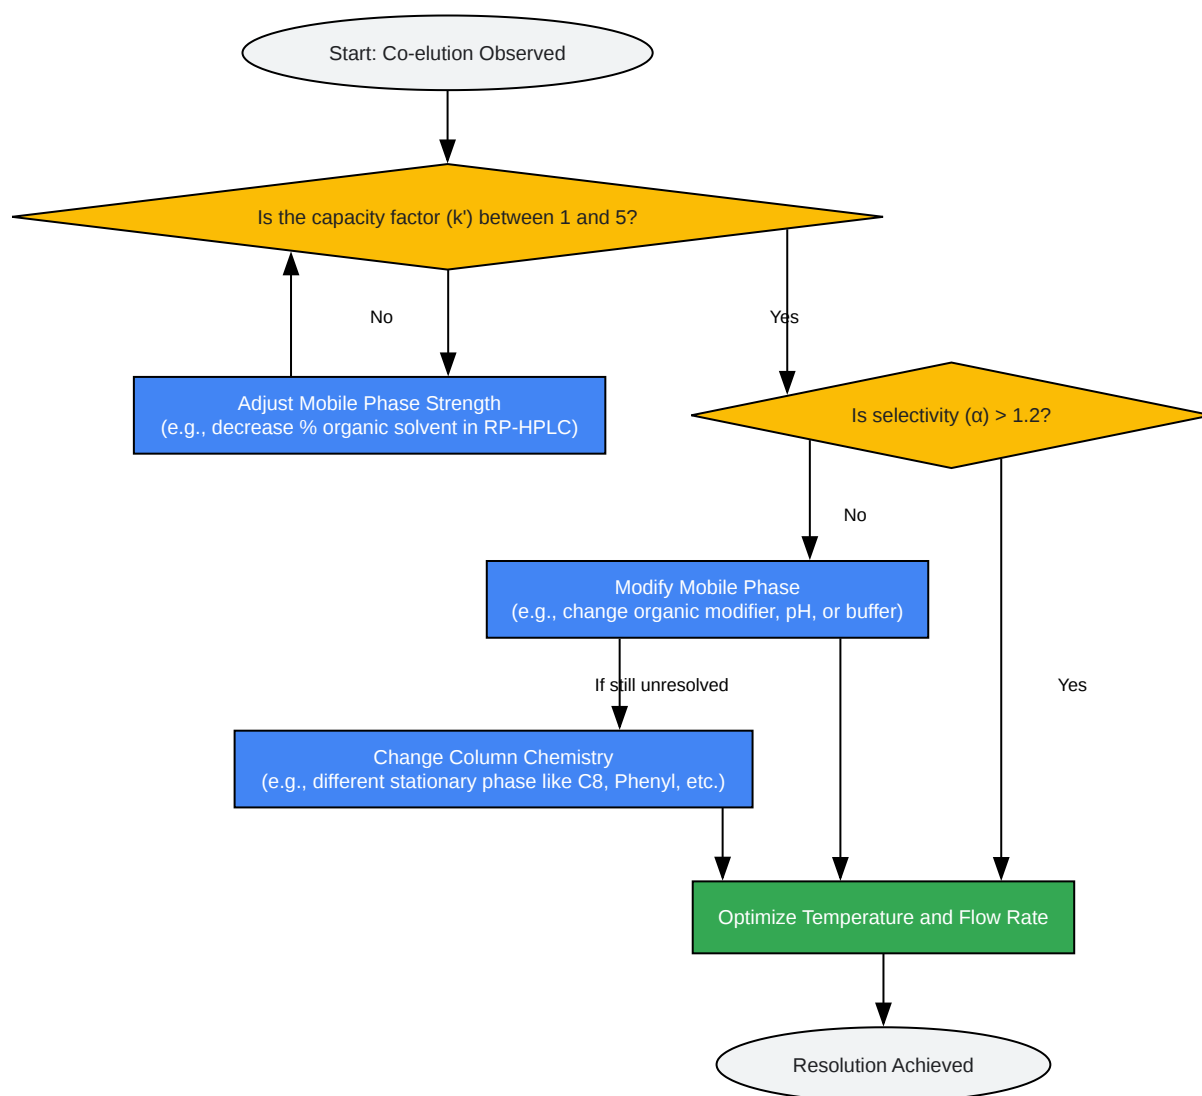 Start: Co-elution Observed
Is the capacity factor (k') between 1 and 5?
No
Yes
Adjust Mobile Phase Strength
(e.g., decrease % organic solvent in RP-HPLC)
Is selectivity (α) > 1.2?
No
Modify Mobile Phase
(e.g., change organic modifier, pH, or buffer)
If still unresolved
Yes
Change Column Chemistry
(e.g., different stationary phase like C8, Phenyl, etc.)
Optimize Temperature and Flow Rate
Resolution Achieved